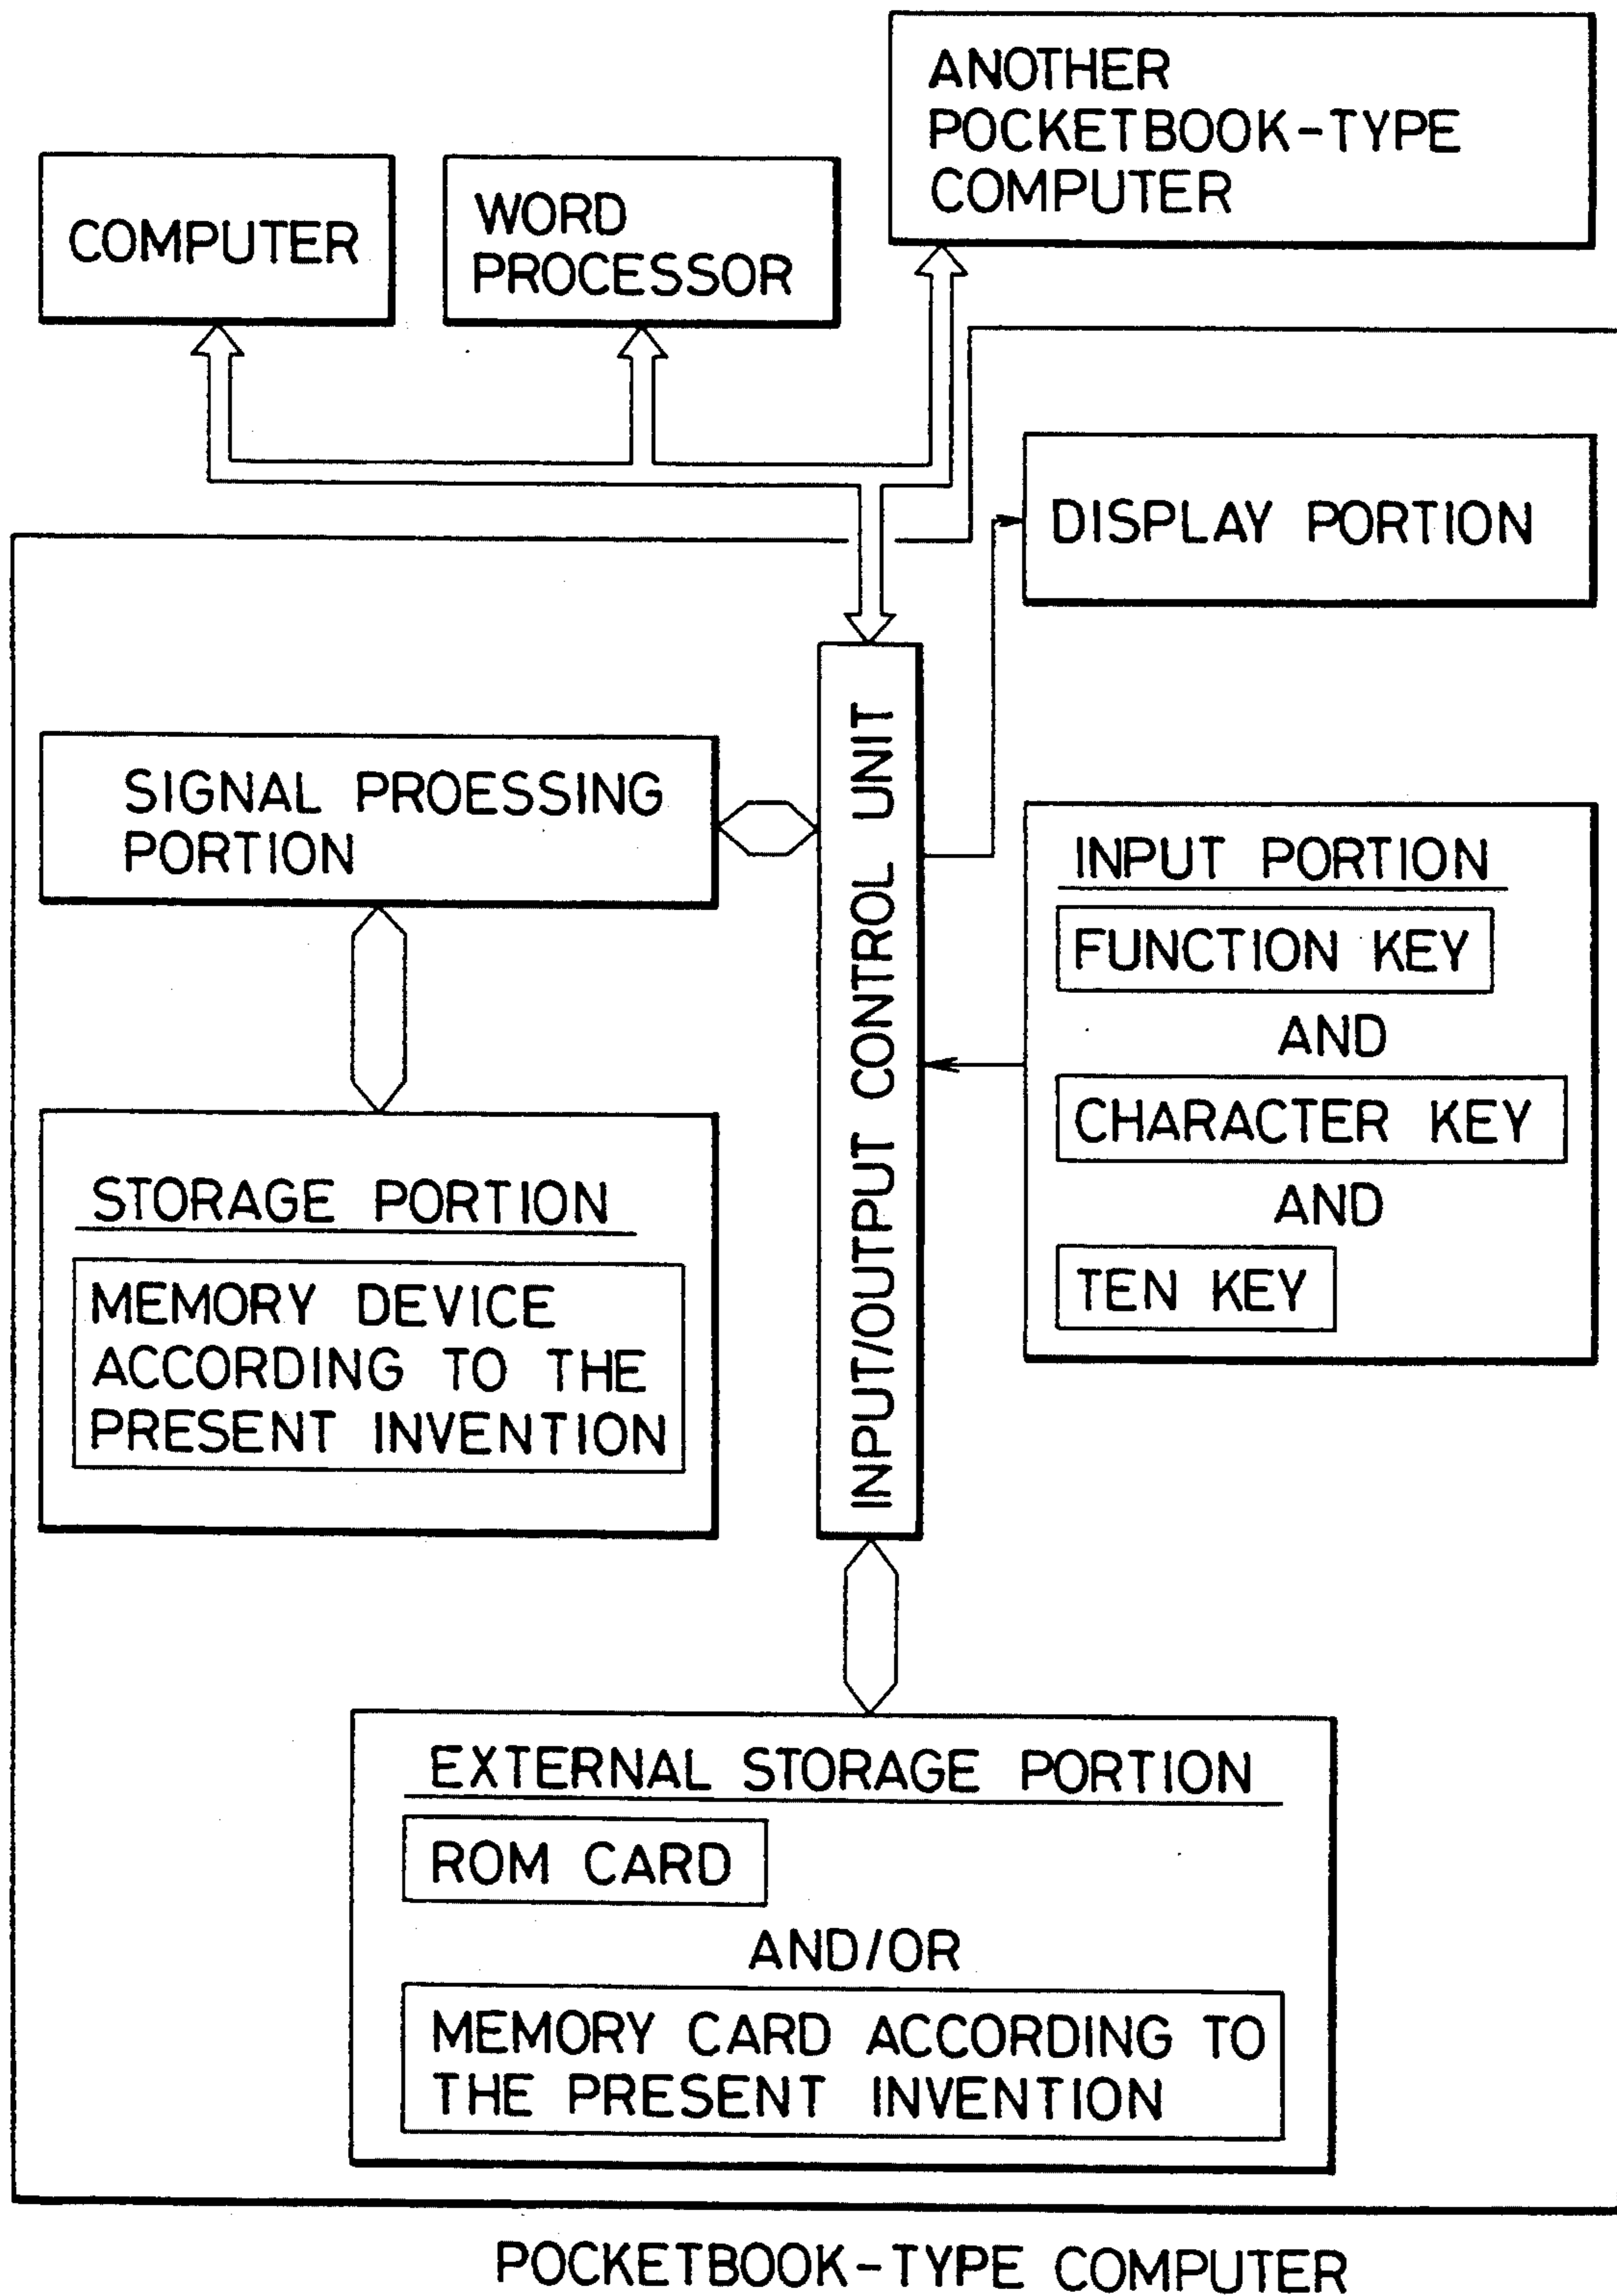 ANOTHER
POCKETBOOK-TYPE
COMPUTER
COMPUTER
WORD
PROCESSOR
DISPLAY PORTION
SIGNAL PROESSING
PORTION
INPUT/OUTPUT CONTROL UNIT
INPUT PORTION
FUNCTION KEY
AND
CHARACTER KEY
AND
TEN KEY
STORAGE PORTION
MEMORY DEVICE
ACCORDING TO THE
PRESENT INVENTION
EXTERNAL STORAGE PORTION
ROM CARD
AND/OR
MEMORY CARD ACCORDING TO
THE PRESENT INVENTION
POCKETBOOK-TYPE COMPUTER